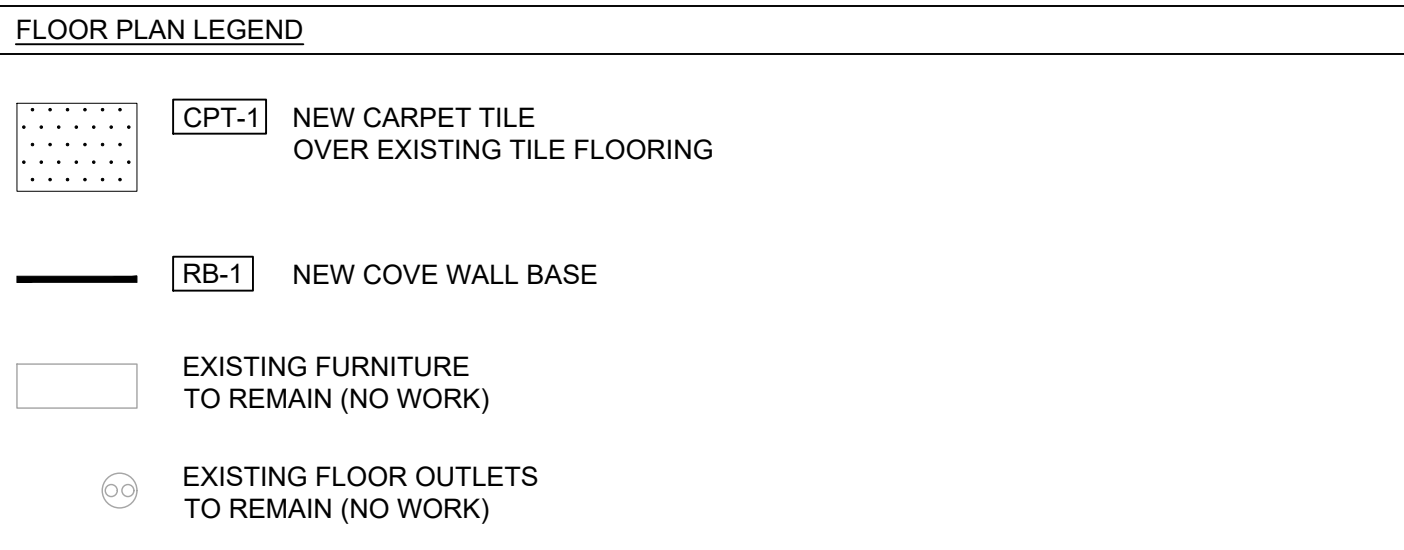 FLOOR PLAN LEGEND
CPT-1 NEW CARPET TILE
OVER EXISTING TILE FLOORING
RB-1 NEW COVE WALL BASE
EXISTING FURNITURE
TO REMAIN (NO WORK)
EXISTING FLOOR OUTLETS
TO REMAIN (NO WORK)